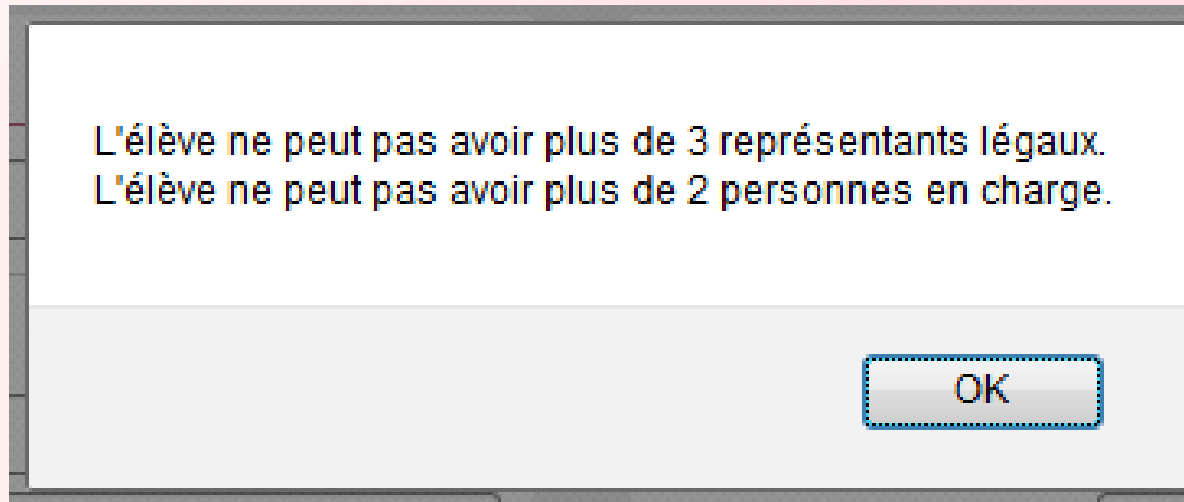 L'élève ne peut pas avoir plus de 3 représentants légaux.
L'élève ne peut pas avoir plus de 2 personnes en charge.
OK